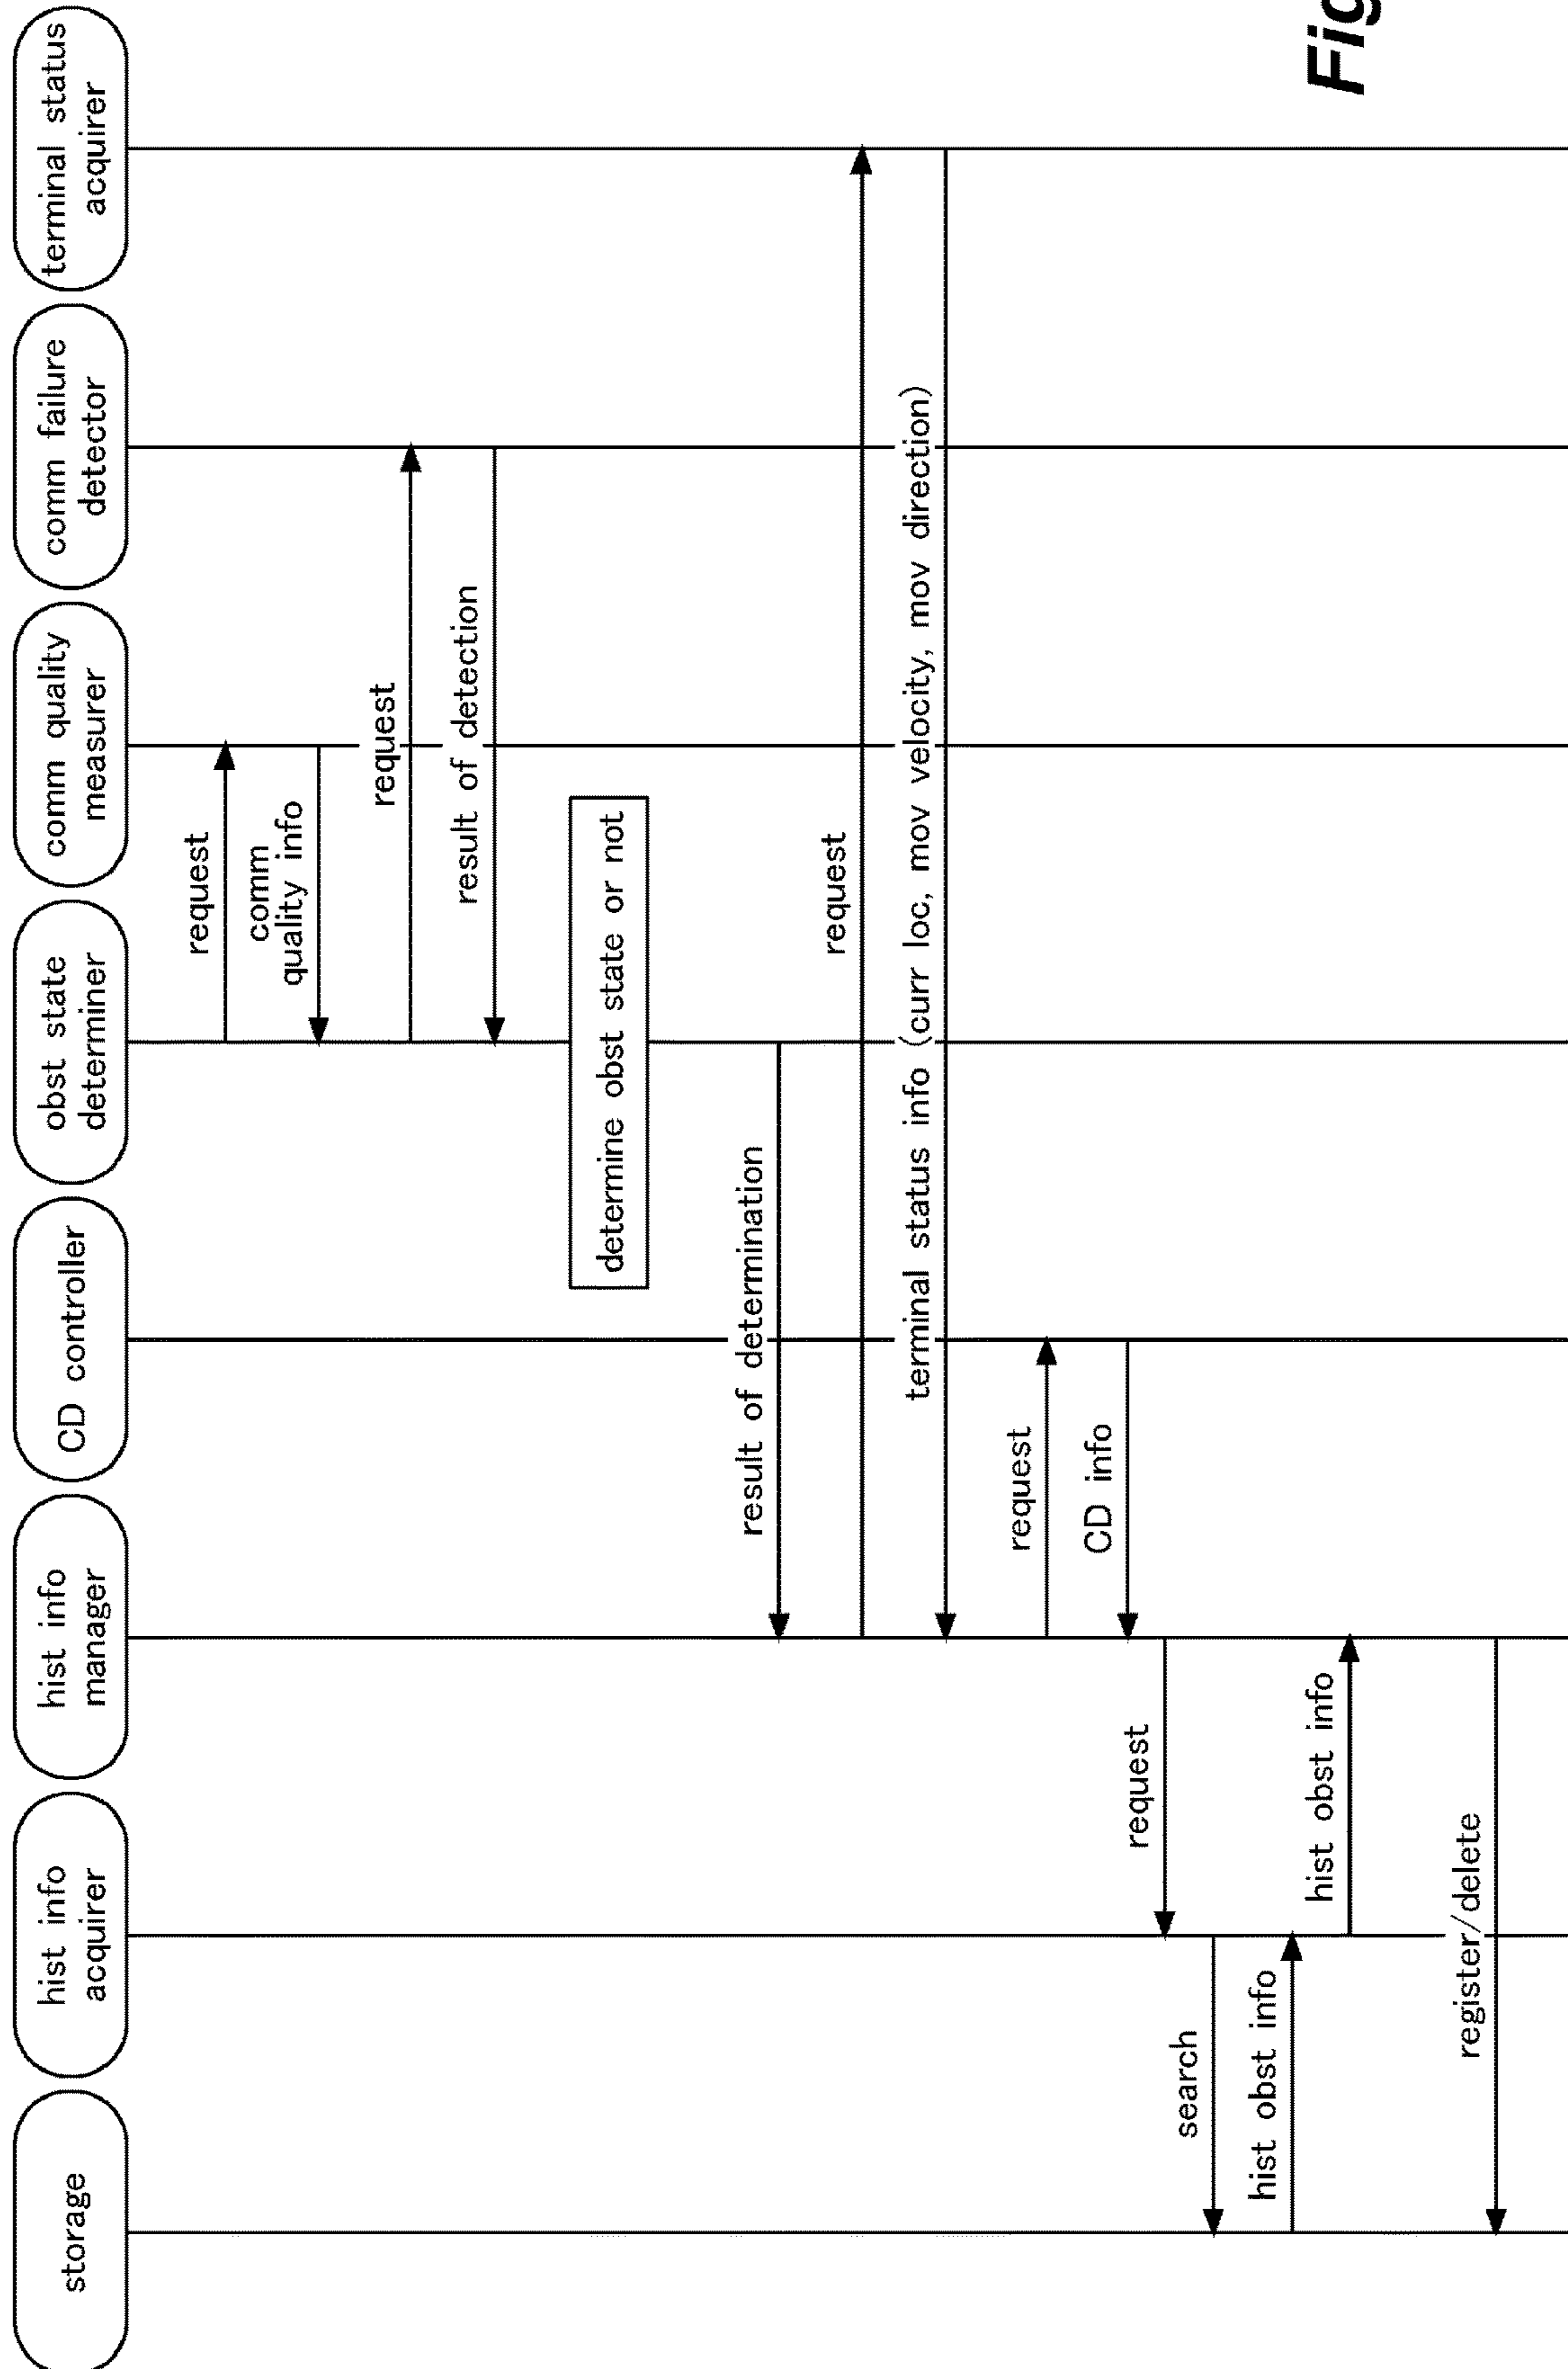 storage
hist info
acquirer
hist info
manager
CD controller
obst state
determiner
comm quality
measurer
comm failure
detector
terminal status
acquirer
request
comm
quality info
request
result of detection
determine obst state or not
result of determination
request
terminal status info (curr loc, mov velocity, mov direction)
request
CD info
request
search
hist obst info
hist obst info
register/delete
Fig